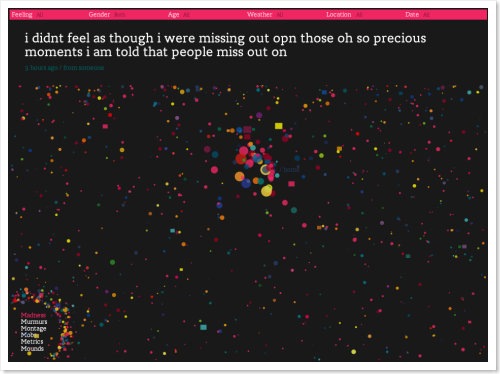 Feeling All Gender Both Age All Weather All Location All Date All
i didnt feel as though i were missing out opn those oh so precious
moments i am told that people miss out on
3 hours ago / from someone
Madness
Murmurs
Montage
Mobs
Metrics
Mounds